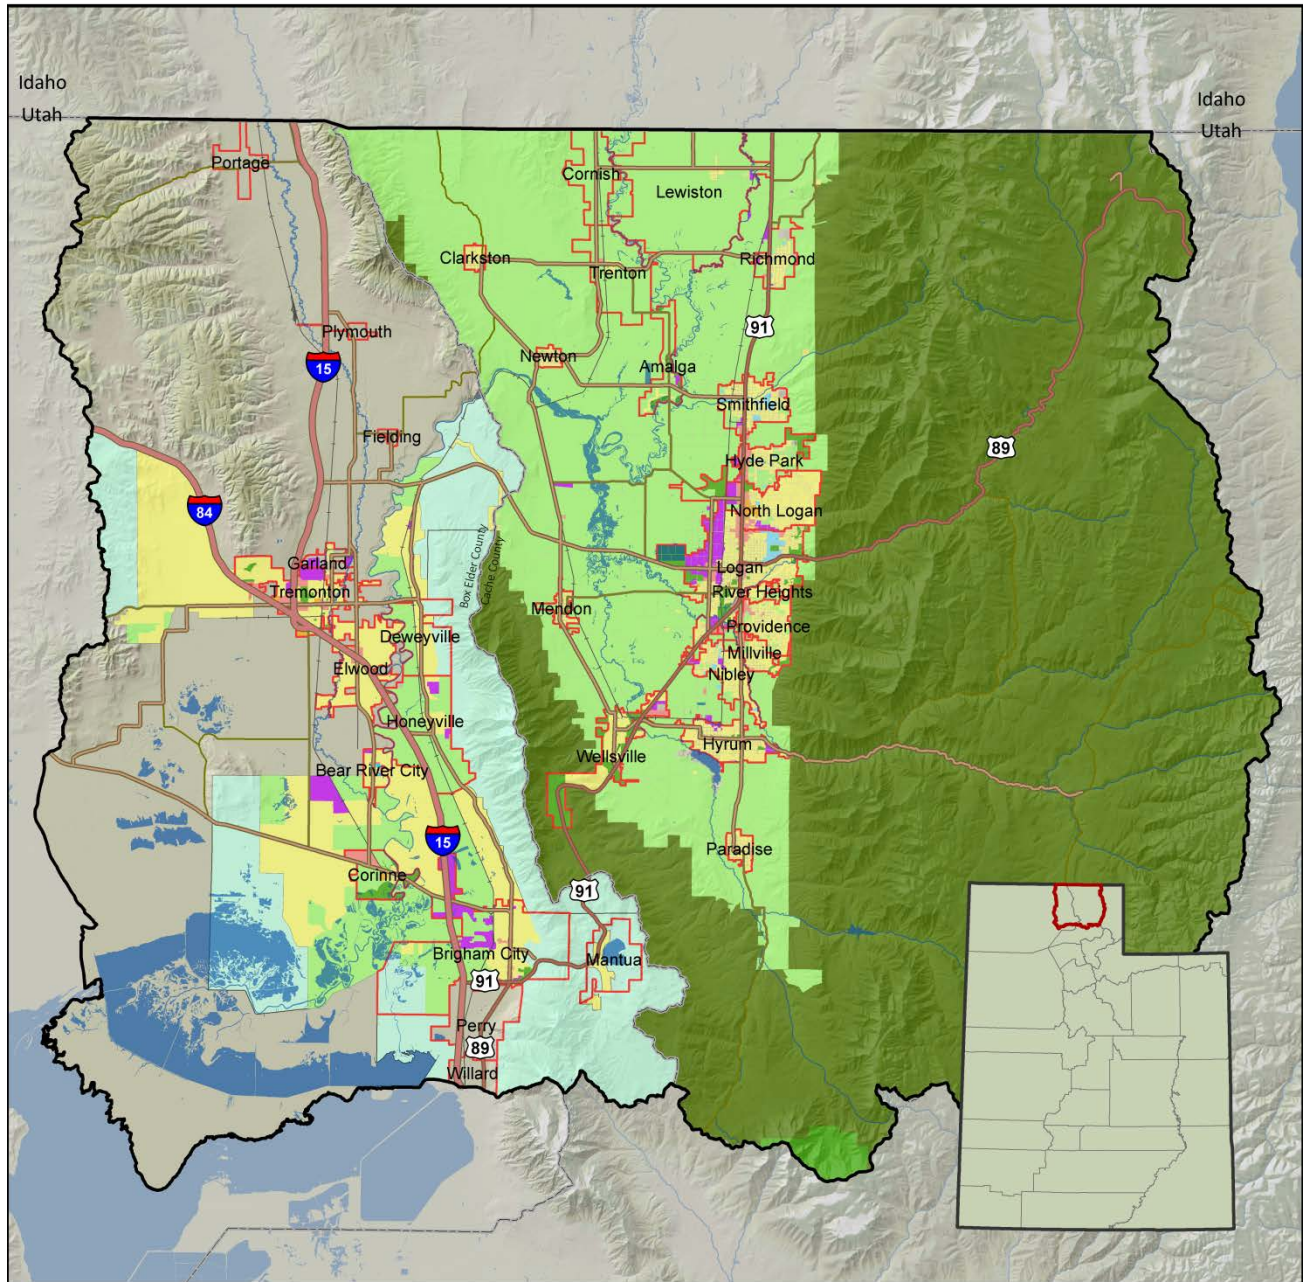 Idaho
Utah
Idaho
Utah
Portage
Cornish
Lewiston
Clarkston
Trenton
Richmond
91
Plymouth
15
Newton
Amalga
Smithfield
Fielding
89
Hyde Park
84
North Logan
Box Elder County
Cache County
Garland
Logan
Tremonton
River Heights
Mendon
Providence
Deweyville
Millville
Elwood
Nibley
Honeyville
Hyrum
Wellsville
Bear River City
15
Paradise
Corinne
91
Brigham City
Mantua
91
Perry
89
Willard